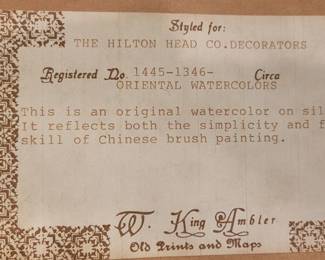 Styled for:
THE HILTON HEAD CO.DECORATORS
Registered No. 1445-1346- Circa
ORIENTAL WATERCOLORS
This is an original watercolor on sil
It reflects both the simplicity and f
skill of Chinese brush painting.
W. King Ambler
Old Prints and Maps